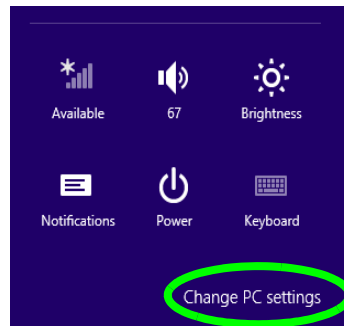 Available 67 Brightness
Notifications Power Keyboard
Change PC settings